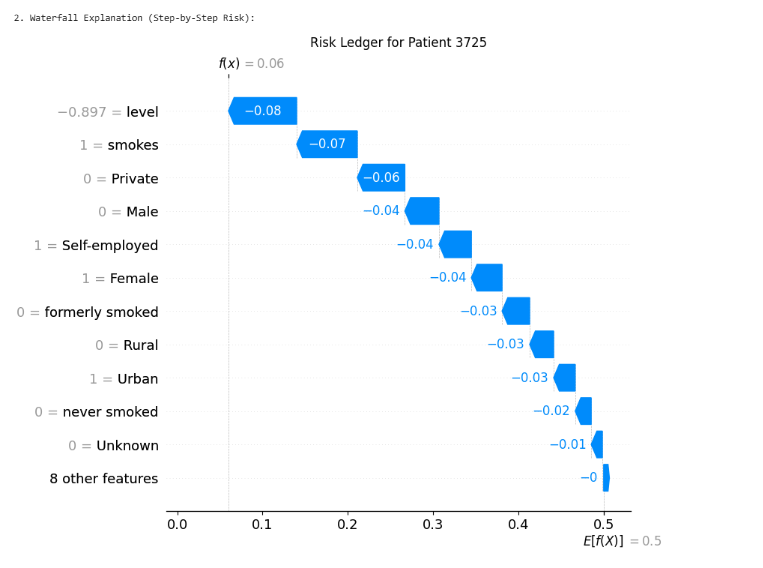 2. Waterfall Explanation (Step-by-Step Risk):
Risk Ledger for Patient 3725
f(x) = 0.06
−0.897 = level −0.08
1 = smokes −0.07
0 = Private −0.06
0 = Male −0.04
1 = Self-employed −0.04
1 = Female −0.04
0 = formerly smoked −0.03
0 = Rural −0.03
1 = Urban −0.03
0 = never smoked −0.02
0 = Unknown −0.01
8 other features −0
0.0 0.1 0.2 0.3 0.4 0.5
E[f(X)] = 0.5